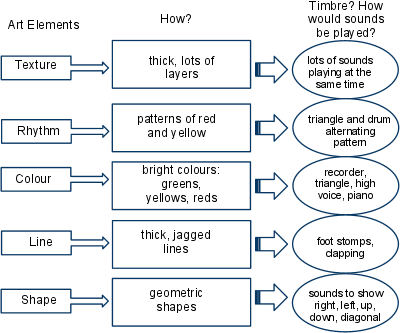 Art Elements
How?
Timbre? How
would sounds
be played?
Texture
thick, lots of
layers
lots of sounds
playing at the
same time
Rhythm
patterns of red
and yellow
triangle and drum
alternating
pattern
Colour
bright colours:
greens,
yellows, reds
recorder,
triangle, high
voice, piano
Line
thick, jagged
lines
foot stomps,
clapping
Shape
geometric
shapes
sounds to show
right, left, up,
down, diagonal